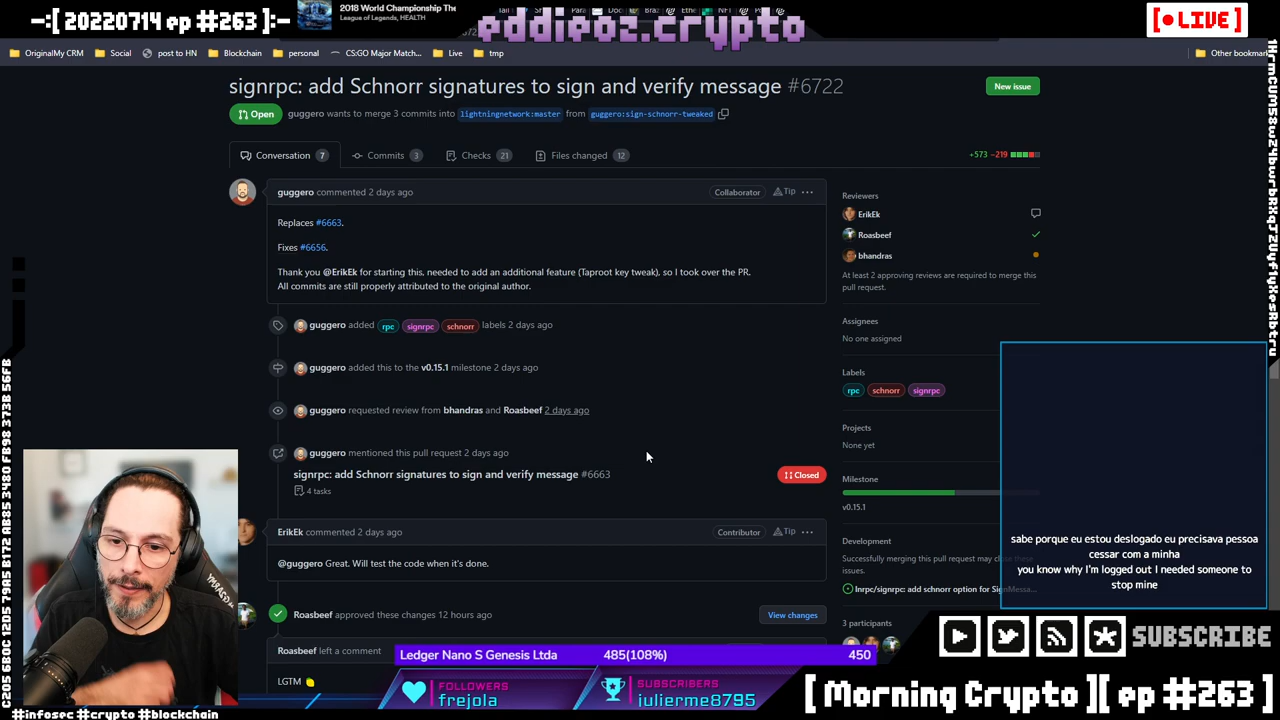 -:[ 20220714 ep #263 ]:-
2018 World Championship The
League of Legends, HEALTH
eddieoz.crypto
[ • LIVE ]
OriginalMy CRM
Social
post to HN
Blockchain
personal
CS:GO Major Match...
Live
tmp
Other bookmar
signrpc: add Schnorr signatures to sign and verify message #6722
New issue
Open
guggero wants to merge 3 commits into lightningnetwork:master from guggero:sign-schnorr-tweaked
Conversation 7
Commits 3
Checks 21
Files changed 12
+573 −219
guggero commented 2 days ago
Collaborator
Tip
Replaces #6663.
Fixes #6656.
Thank you @ErikEk for starting this, needed to add an additional feature (Taproot key tweak), so I took over the PR.
All commits are still properly attributed to the original author.
guggero added rpc signrpc schnorr labels 2 days ago
guggero added this to the v0.15.1 milestone 2 days ago
guggero requested review from bhandras and Roasbeef 2 days ago
guggero mentioned this pull request 2 days ago
signrpc: add Schnorr signatures to sign and verify message #6663
Closed
4 tasks
ErikEk commented 2 days ago
Contributor
Tip
Great. Will test the code when it's done.
Roasbeef approved these changes 12 hours ago
View changes
Roasbeef left a comment
LGTM
Reviewers
ErikEk
Roasbeef
bhandras
At least 2 approving reviews are required to merge this
pull request.
Assignees
No one assigned
Labels
rpc schnorr signrpc
Projects
None yet
Milestone
v0.15.1
Development
Successfully merging this pull request may
issues.
lnrpc/signrpc: add schnorr option for SignMessa...
3 participants
sabe porque eu estou deslogado eu precisava pessoa
cessar com a minha
you know why I'm logged out I needed someone to
stop mine
Ledger Nano S Genesis Ltda
485(108%)
450
FOLLOWERS
frejola
SUBSCRIBERS
julierme8795
SUBSCRIBE
[ Morning Crypto ][ ep #263 ]
#infosec #crypto #blockchain